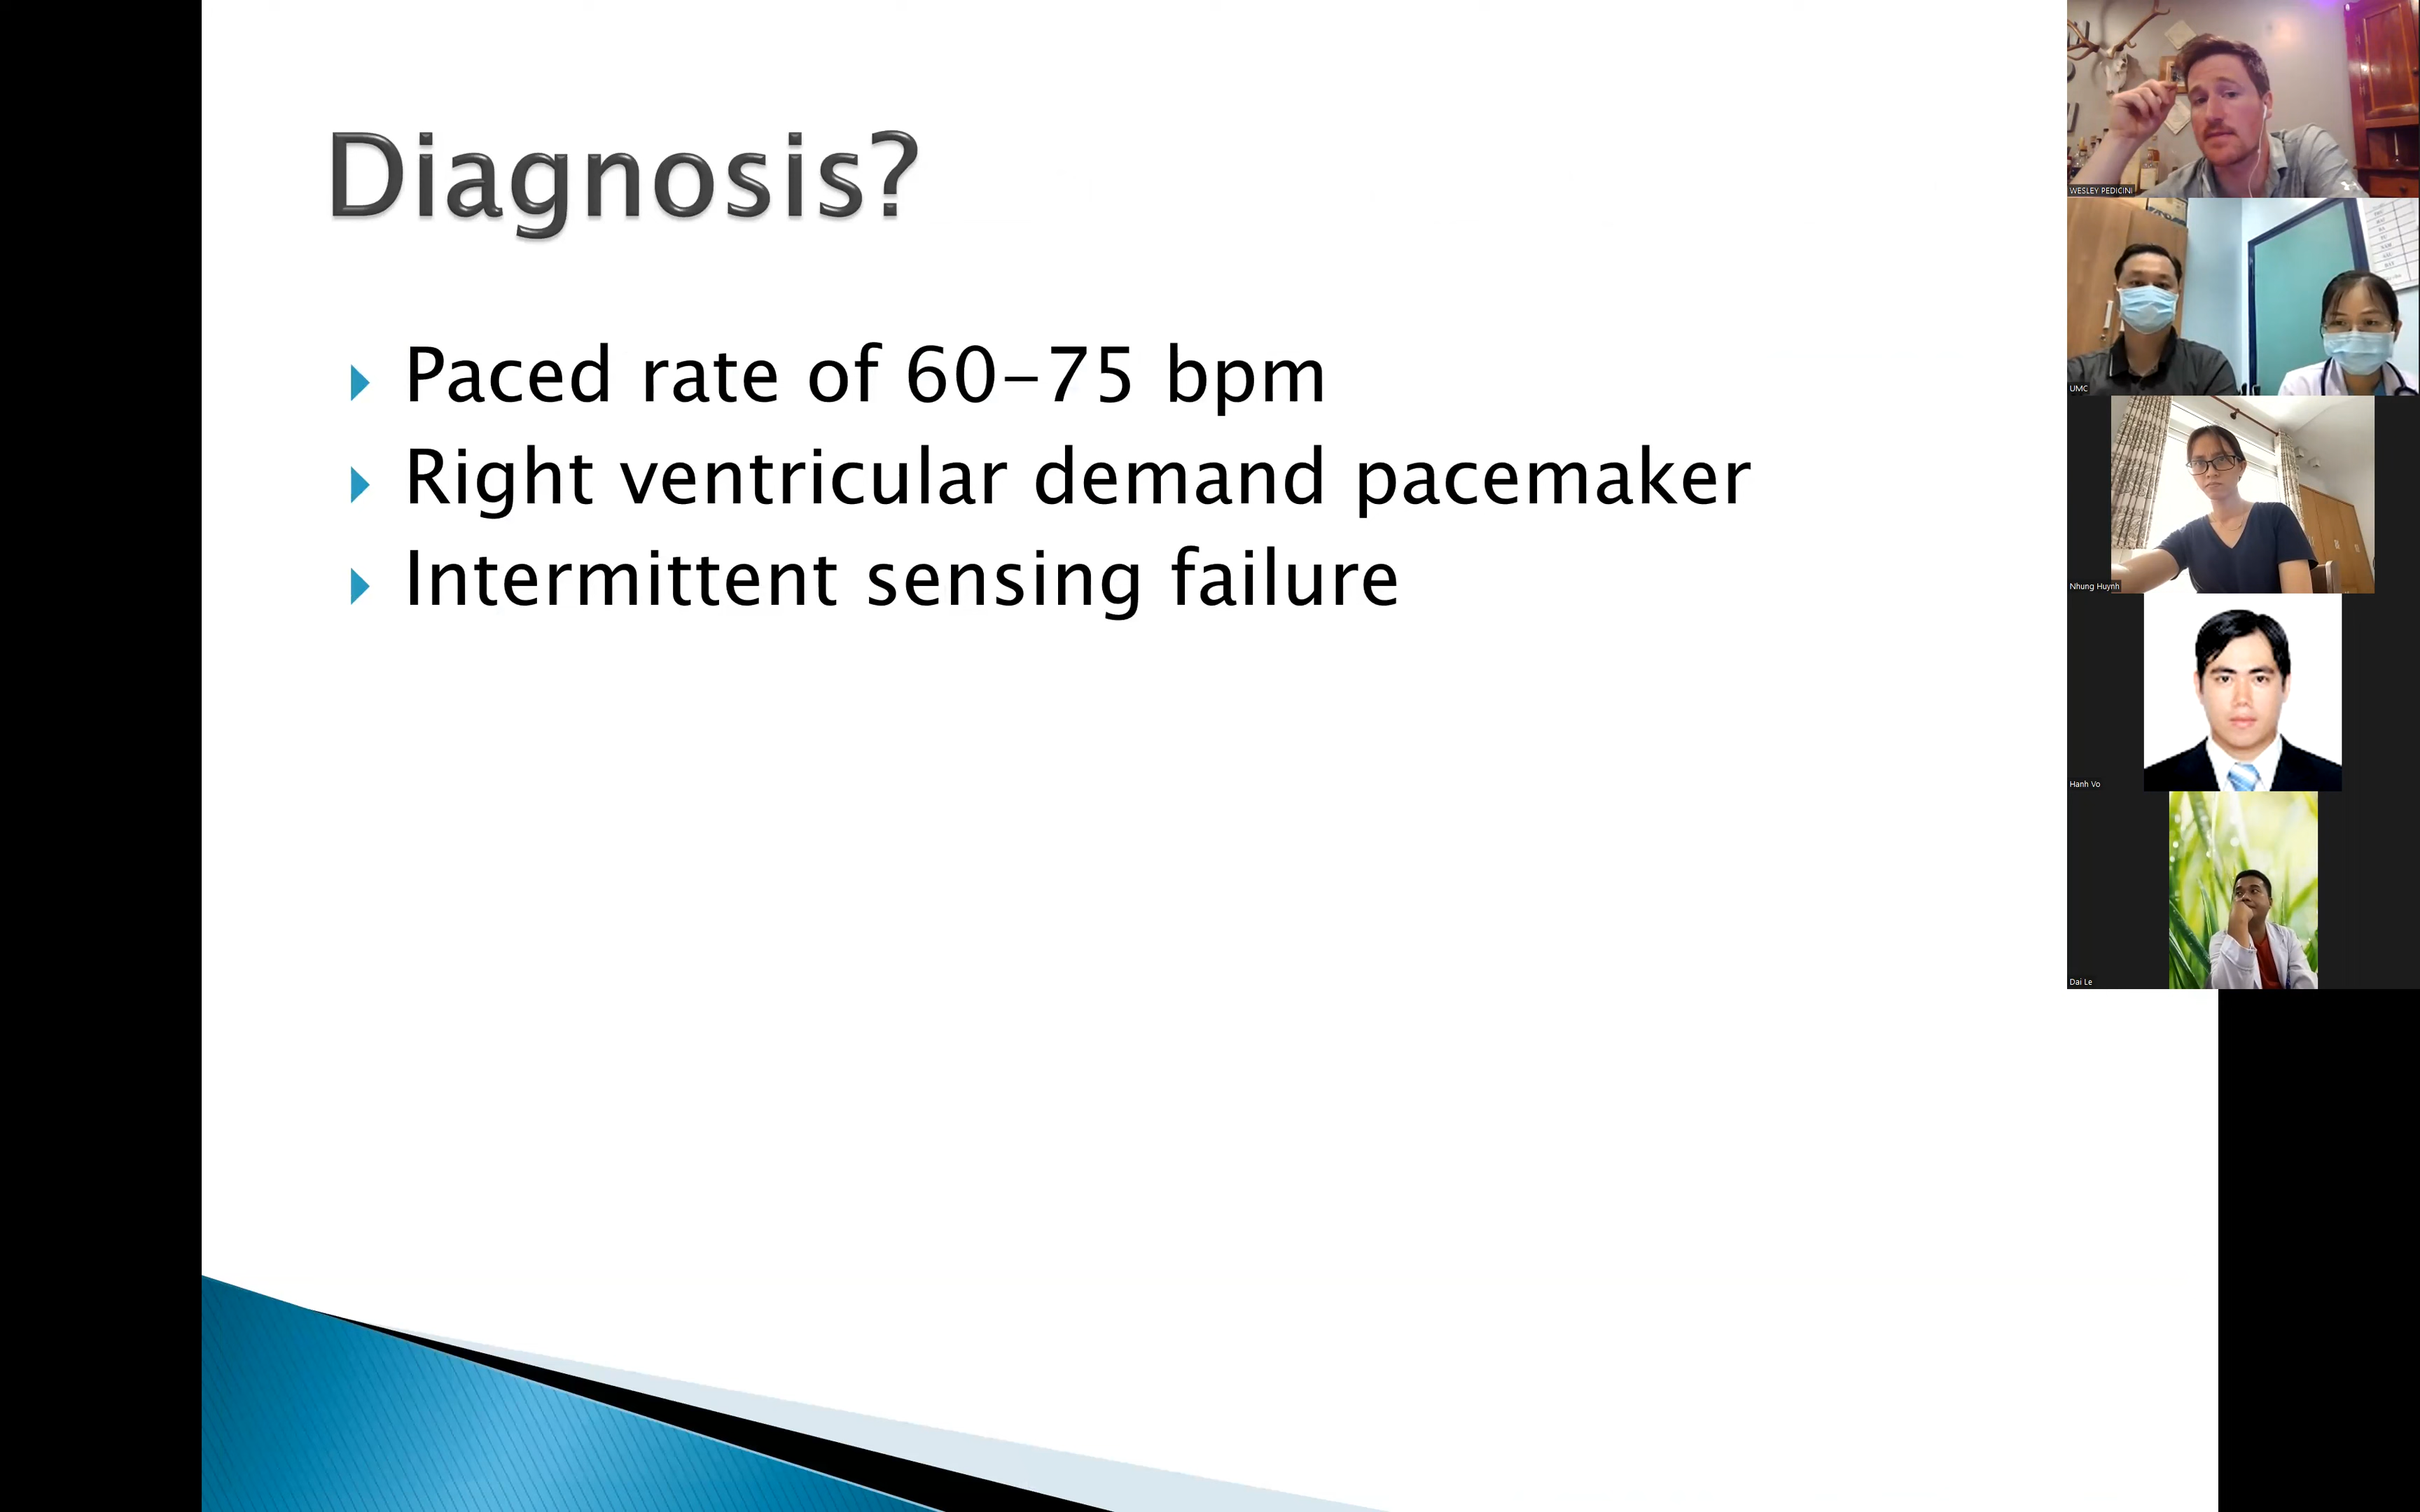 Diagnosis?
Paced rate of 60-75 bpm
Right ventricular demand pacemaker
Intermittent sensing failure
WESLEY PEDICINI
UMC
Nhung Huynh
Hanh Vo
Dai Le